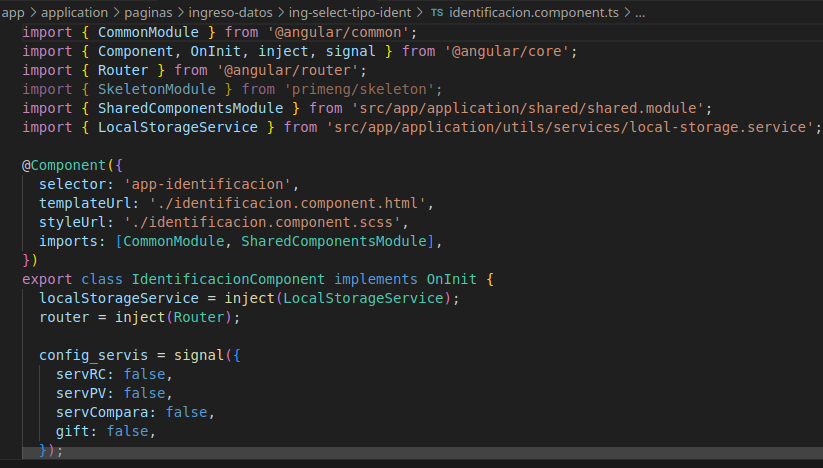 app > application > paginas > ingreso-datos > ing-select-tipo-ident > TS identificacion.component.ts > ...
import { CommonModule } from '@angular/common';
import { Component, OnInit, inject, signal } from '@angular/core';
import { Router } from '@angular/router';
import { SkeletonModule } from 'primeng/skeleton';
import { SharedComponentsModule } from 'src/app/application/shared/shared.module';
import { LocalStorageService } from 'src/app/application/utils/services/local-storage.service';

@Component({
  selector: 'app-identificacion',
  templateUrl: './identificacion.component.html',
  styleUrl: './identificacion.component.scss',
  imports: [CommonModule, SharedComponentsModule],
})
export class IdentificacionComponent implements OnInit {
  localStorageService = inject(LocalStorageService);
  router = inject(Router);

  config_servis = signal({
    servRC: false,
    servPV: false,
    servCompara: false,
    gift: false,
  });